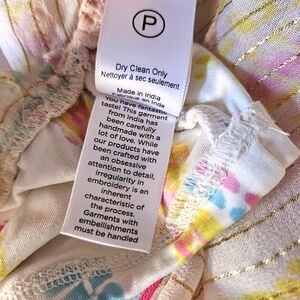 P
Dry Clean Only
Nettoyer à sec seulement
Made in India
You have fantastic
taste! This garment
from India has
been carefully
handmade with a
lot of love. While
our products have
been crafted with
an obsessive
attention to detail,
irregularity in
embroidery is an
inherent
characteristic of
the process.
Garments with
embellishments
must be handled